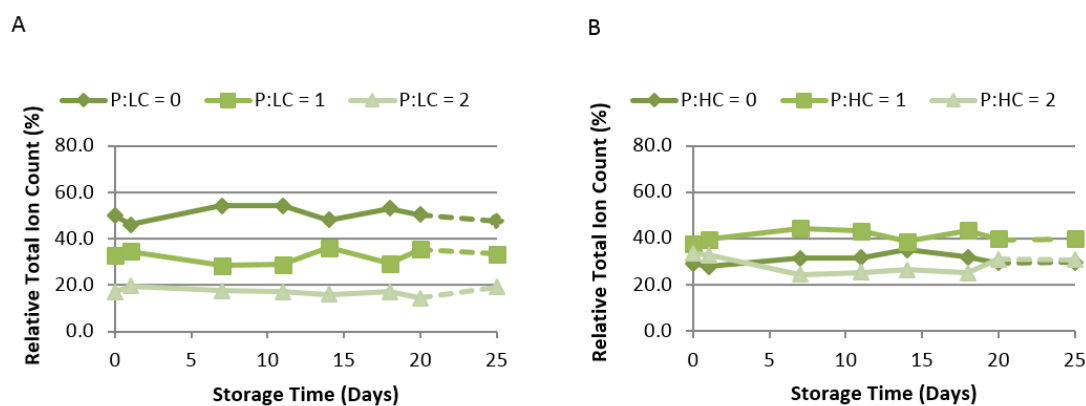 A
B
P:LC = 0 P:LC = 1 P:LC = 2
P:HC = 0 P:HC = 1 P:HC = 2
Relative Total Ion Count (%)
80.0
60.0
40.0
20.0
0.0
0 5 10 15 20 25
Storage Time (Days)
Relative Total Ion Count (%)
80.0
60.0
40.0
20.0
0.0
0 5 10 15 20 25
Storage Time (Days)